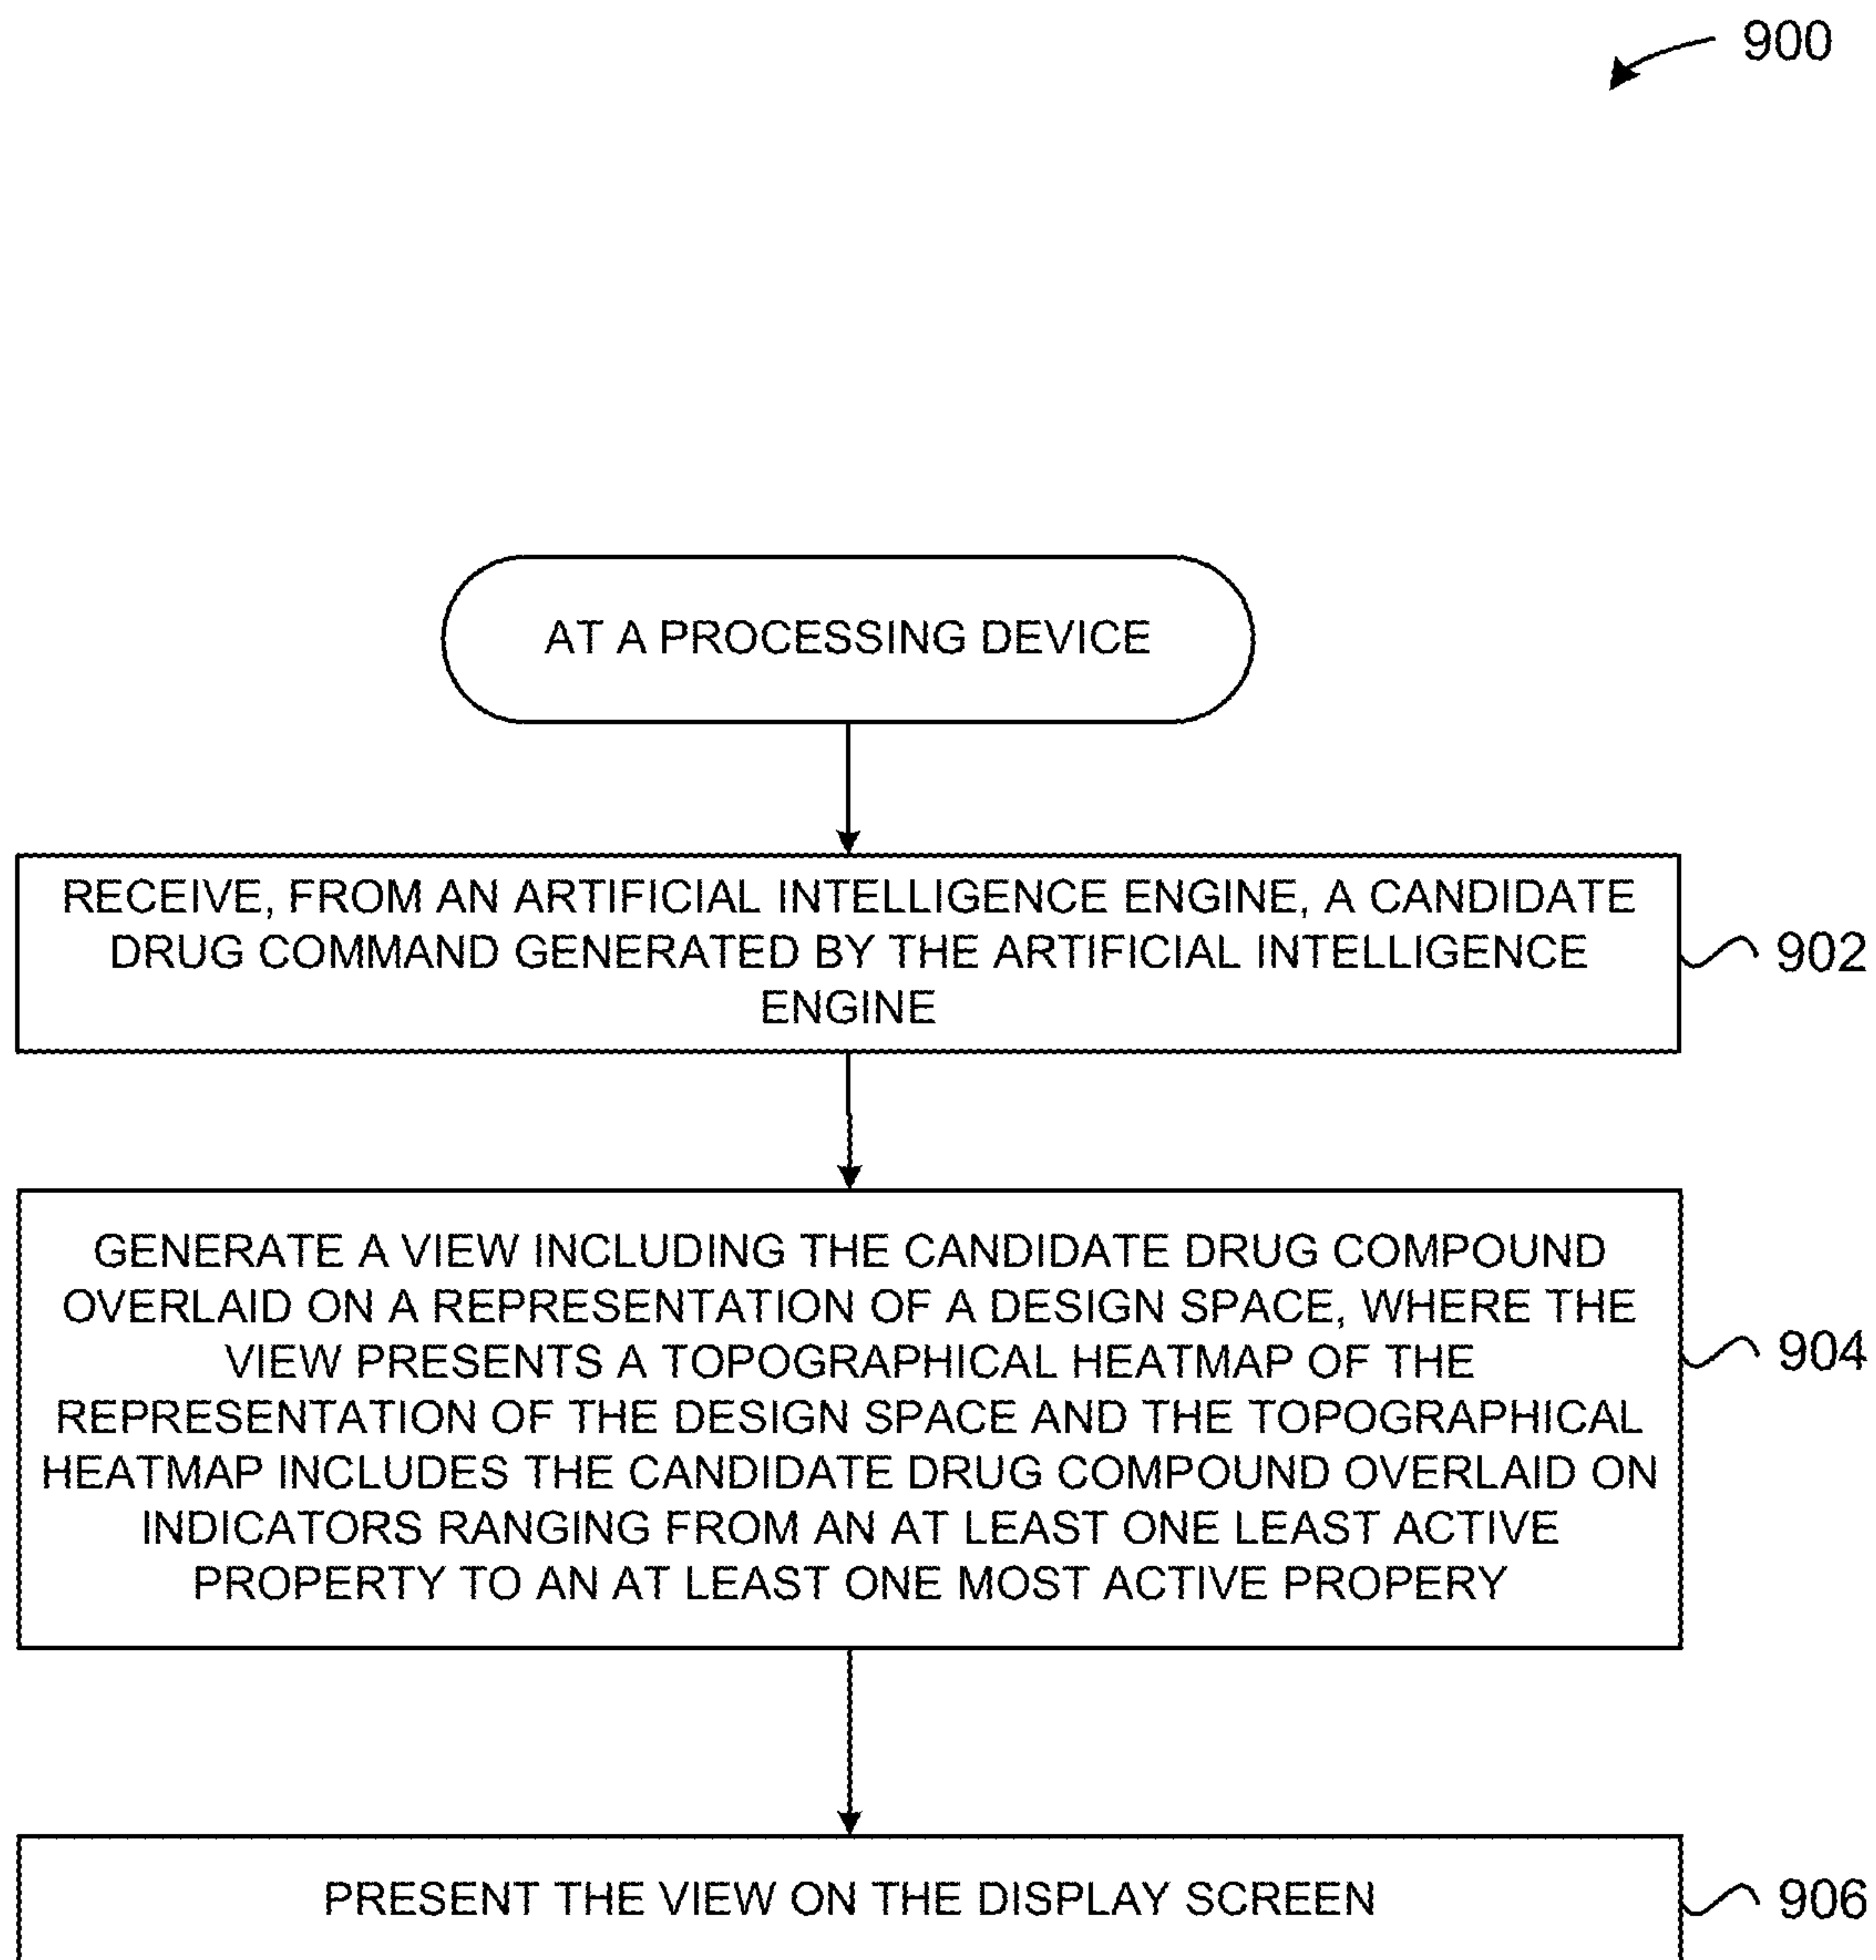 900
AT A PROCESSING DEVICE
RECEIVE, FROM AN ARTIFICIAL INTELLIGENCE ENGINE, A CANDIDATE
DRUG COMMAND GENERATED BY THE ARTIFICIAL INTELLIGENCE
ENGINE
902
GENERATE A VIEW INCLUDING THE CANDIDATE DRUG COMPOUND
OVERLAID ON A REPRESENTATION OF A DESIGN SPACE, WHERE THE
VIEW PRESENTS A TOPOGRAPHICAL HEATMAP OF THE
REPRESENTATION OF THE DESIGN SPACE AND THE TOPOGRAPHICAL
HEATMAP INCLUDES THE CANDIDATE DRUG COMPOUND OVERLAID ON
INDICATORS RANGING FROM AN AT LEAST ONE LEAST ACTIVE
PROPERTY TO AN AT LEAST ONE MOST ACTIVE PROPERY
904
PRESENT THE VIEW ON THE DISPLAY SCREEN
906